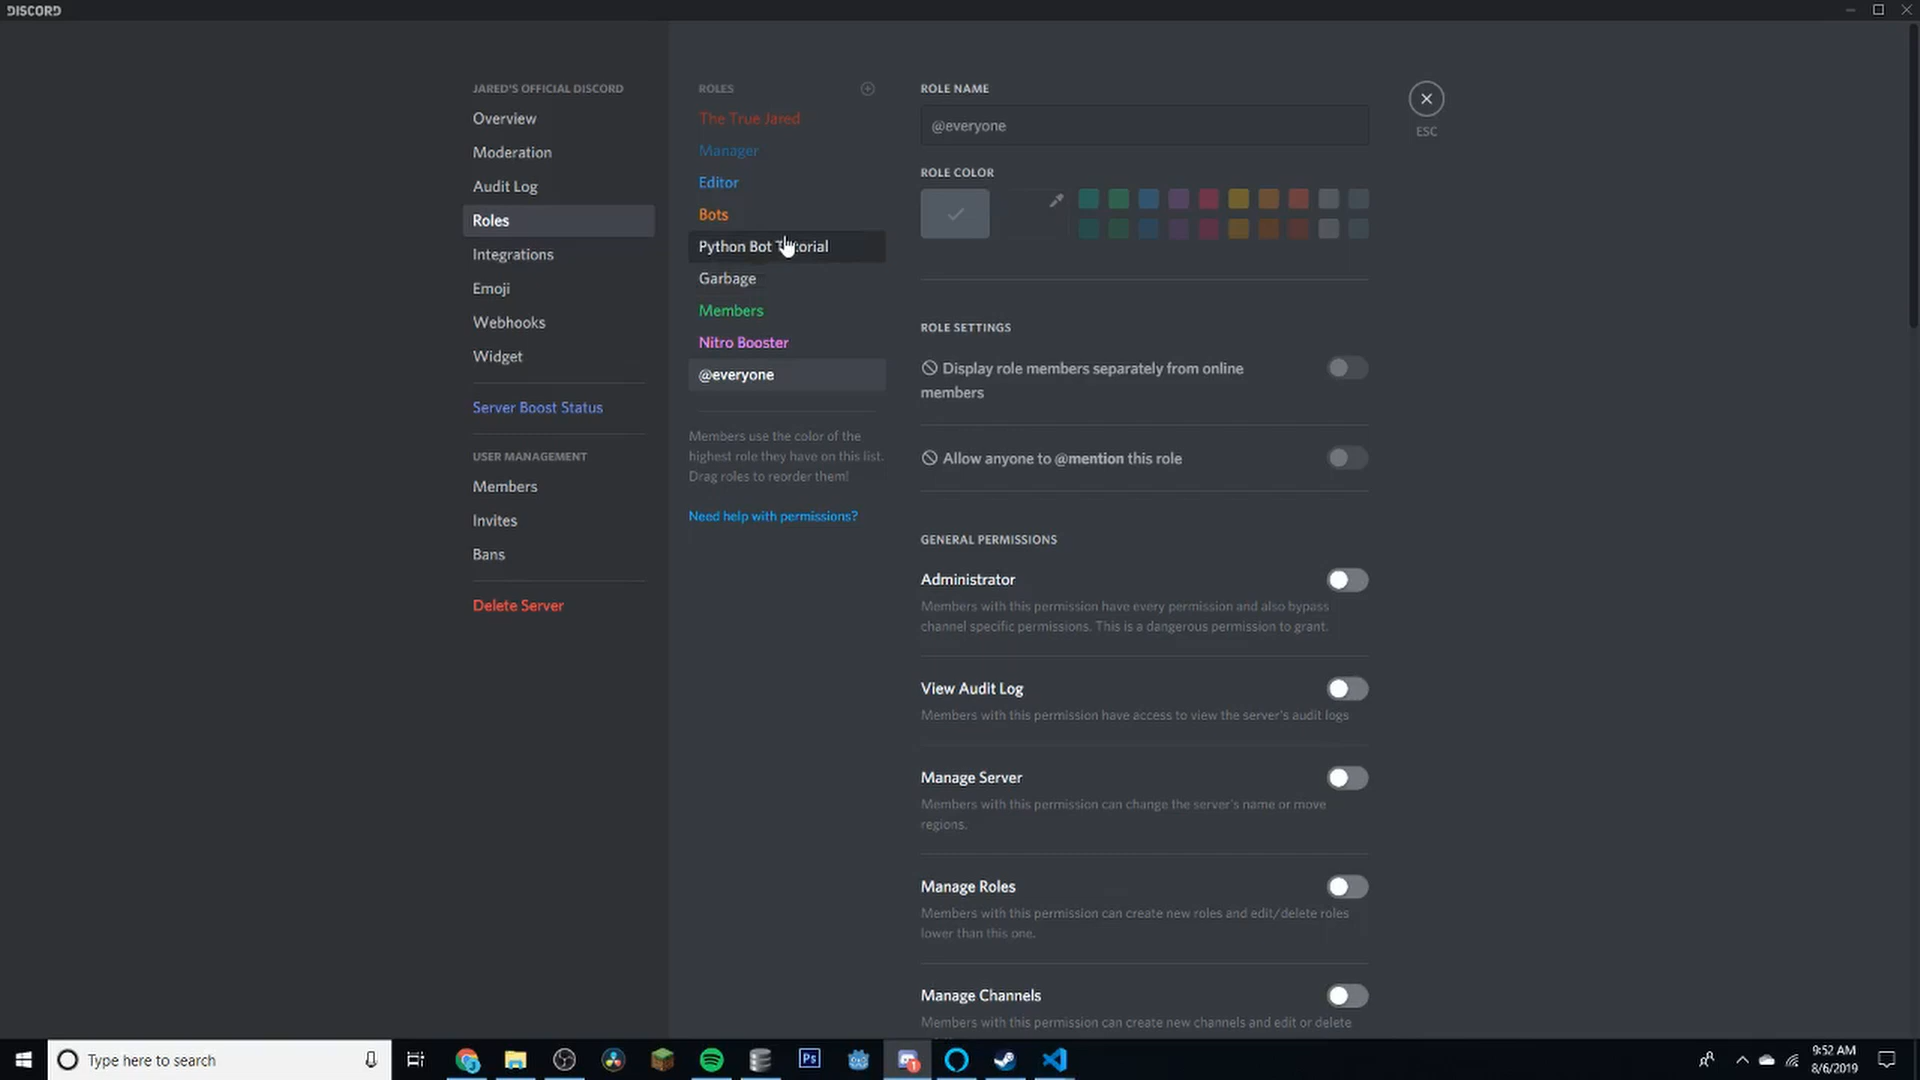 DISCORD
JARED'S OFFICIAL DISCORD
Overview
Moderation
Audit Log
Roles
Integrations
Emoji
Webhooks
Widget
Server Boost Status
USER MANAGEMENT
Members
Invites
Bans
Delete Server
ROLES
The True Jared
Manager
Editor
Bots
Python Bot Tutorial
Garbage
Members
Nitro Booster
@everyone
Members use the color of the
highest role they have on this list.
Drag roles to reorder them!
Need help with permissions?
ROLE NAME
@everyone
ESC
ROLE COLOR
ROLE SETTINGS
Display role members separately from online
members
Allow anyone to @mention this role
GENERAL PERMISSIONS
Administrator
Members with this permission have every permission and also bypass
channel specific permissions. This is a dangerous permission to grant.
View Audit Log
Members with this permission have access to view the server's audit logs
Manage Server
Members with this permission can change the server's name or move
regions.
Manage Roles
Members with this permission can create new roles and edit/delete roles
lower than this one.
Manage Channels
Members with this permission can create new channels and edit or delete
Type here to search
Ps
1
9:52 AM
8/6/2019